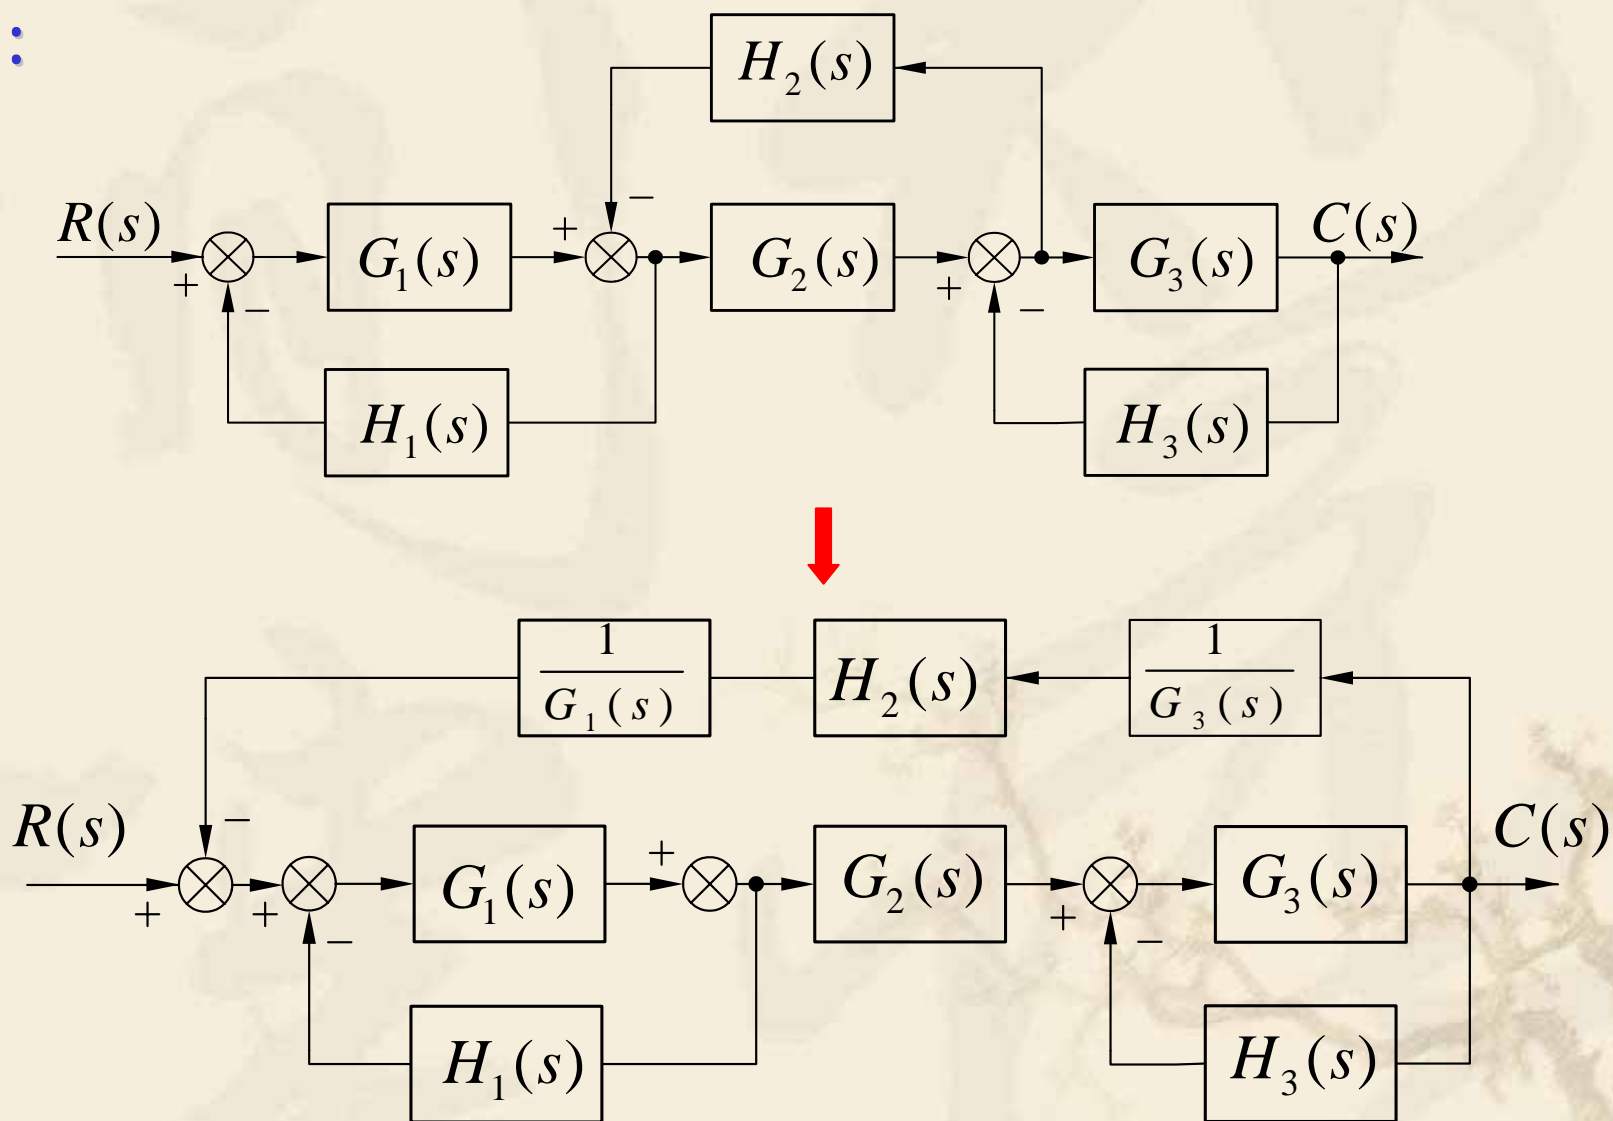 :
H₂(s)
R(s) + − G₁(s) + − G₂(s) + − G₃(s) C(s)
H₁(s) H₃(s)
1/G₁(s) H₂(s) 1/G₃(s)
R(s) + − + − G₁(s) + G₂(s) + − G₃(s) C(s)
H₁(s) H₃(s)